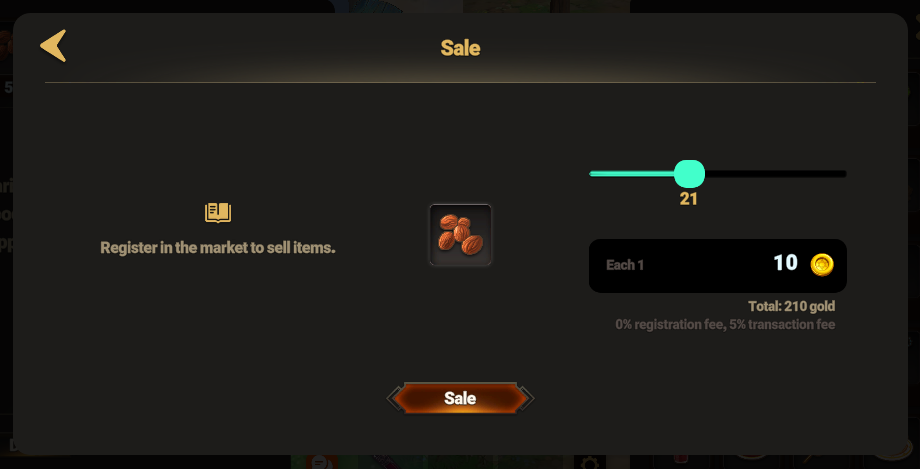 Sale
21
Register in the market to sell items.
Each 1
10
Total: 210 gold
0% registration fee, 5% transaction fee
Sale